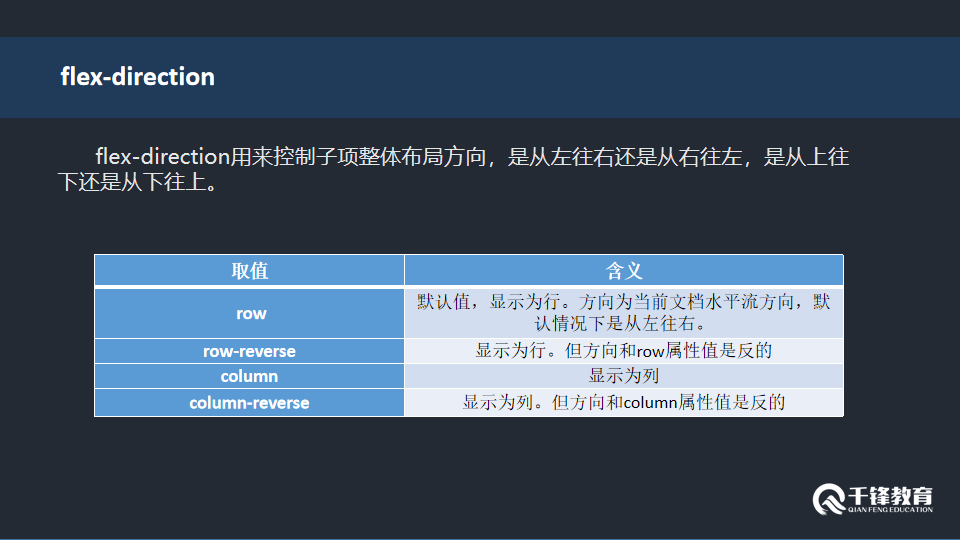 flex-direction
flex-direction用来控制子项整体布局方向，是从左往右还是从右往左，是从上往
下还是从下往上。
取值
含义
row
默认值，显示为行。方向为当前文档水平流方向，默
认情况下是从左往右。
row-reverse
显示为行。但方向和row属性值是反的
column
显示为列
column-reverse
显示为列。但方向和column属性值是反的
千锋教育
QIAN FENG EDUCATION